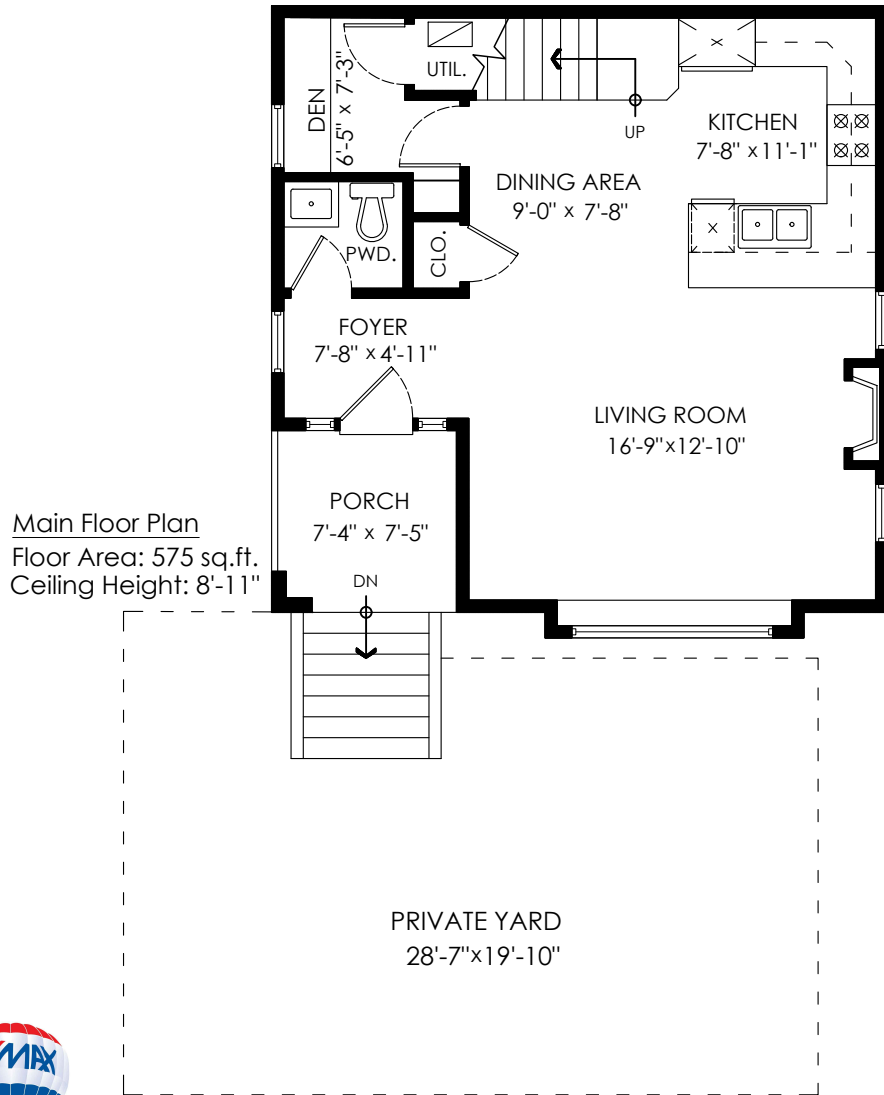 DEN
6'-5" x 7'-3"
UTIL.
UP
KITCHEN
7'-8" x 11'-1"
DINING AREA
9'-0" x 7'-8"
PWD.
CLO.
FOYER
7'-8" x 4'-11"
LIVING ROOM
16'-9"x12'-10"
PORCH
7'-4" x 7'-5"
DN
Main Floor Plan
Floor Area: 575 sq.ft.
Ceiling Height: 8'-11"
PRIVATE YARD
28'-7"x19'-10"
MAX